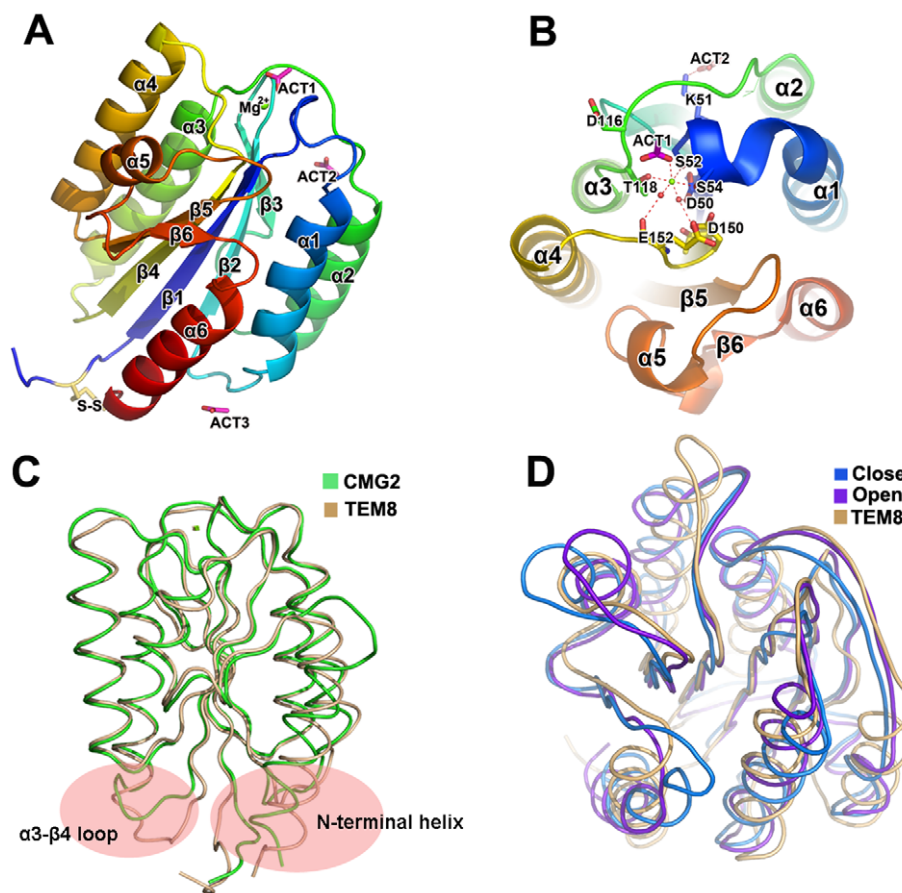 A
α4
ACT1
Mg2+
α3
α5
ACT2
β5
β3
β6
α1
β4
β2
α2
β1
α6
S-S
ACT3
B
ACT2
α2
K51
D116
ACT1
S52
α3
T118
S54
α1
D50
α4
E152
D150
β5
α6
α5
β6
C
CMG2
TEM8
α3-β4 loop
N-terminal helix
D
Close
Open
TEM8